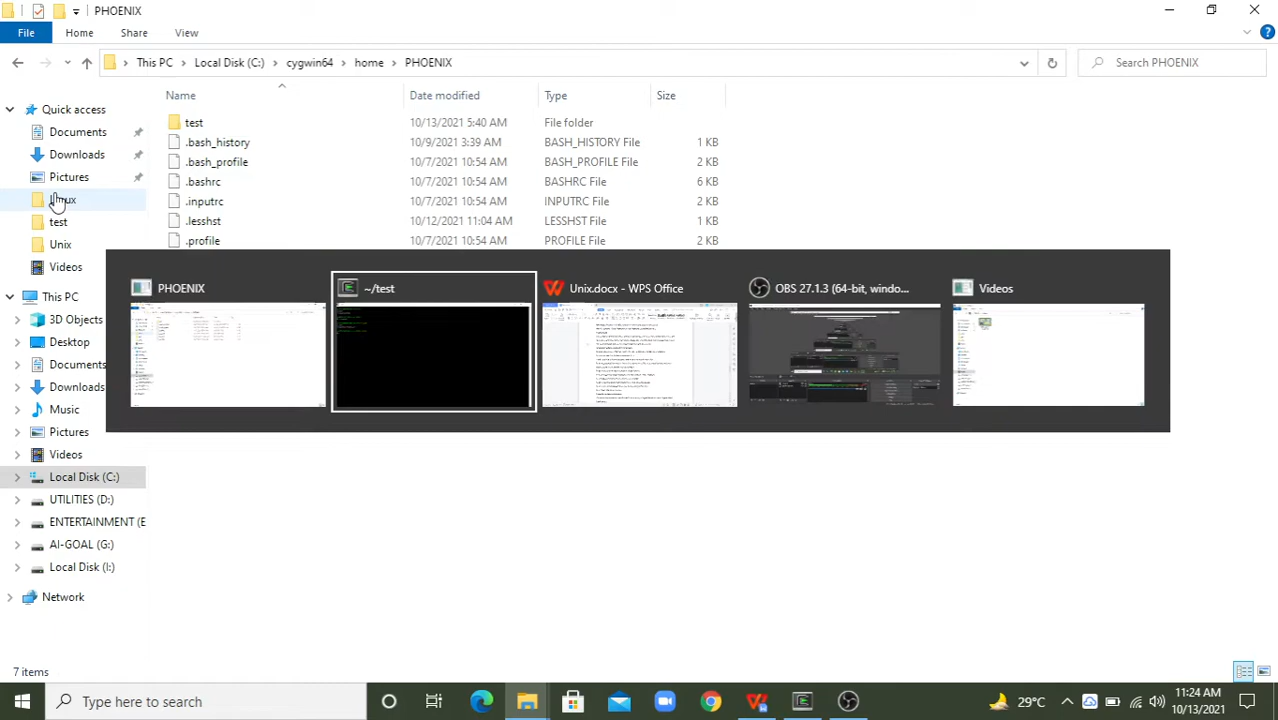 PHOENIX
File Home Share View
This PC Local Disk (C:) cygwin64 home PHOENIX
Search PHOENIX
Name Date modified Type Size
Quick access
Documents
Downloads
Pictures
test
Unix
Videos
This PC
3D Objects
Desktop
Documents
Downloads
Music
Pictures
Videos
Local Disk (C:)
UTILITIES (D:)
ENTERTAINMENT (E
AI-GOAL (G:)
Local Disk (I:)
Network
test 10/13/2021 5:40 AM File folder
.bash_history 10/9/2021 3:39 AM BASH_HISTORY File 1 KB
.bash_profile 10/7/2021 10:54 AM BASH_PROFILE File 2 KB
.bashrc 10/7/2021 10:54 AM BASHRC File 6 KB
.inputrc 10/7/2021 10:54 AM INPUTRC File 2 KB
.lesshst 10/12/2021 11:04 AM LESSHST File 1 KB
.profile 10/7/2021 10:54 AM PROFILE File 2 KB
PHOENIX
~/test
Unix.docx - WPS Office
OBS 27.1.3 (64-bit, windo...
Videos
7 items
Type here to search
29°C
11:24 AM
10/13/2021